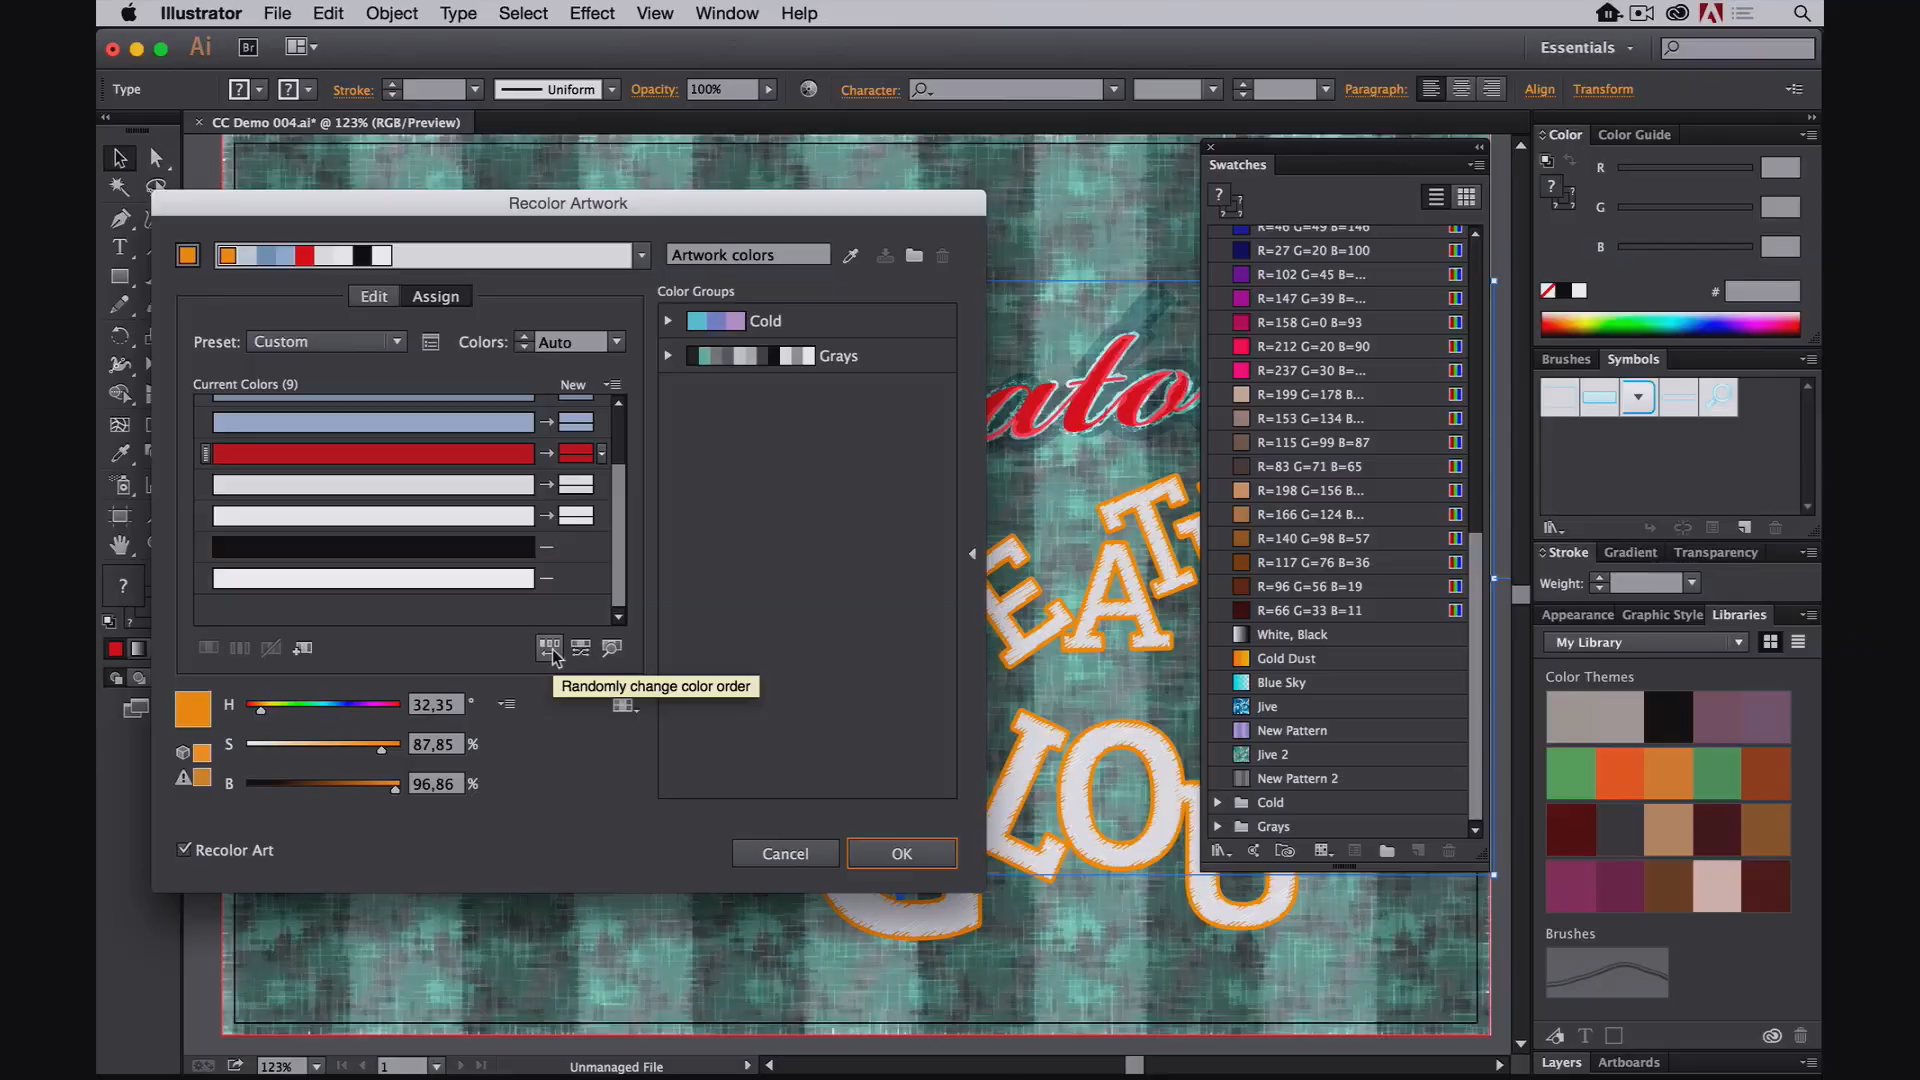 Illustrator File Edit Object Type Select Effect View Window Help
Ai Br Essentials
Type ? ? Stroke: Uniform Opacity: 100% Character: Paragraph: Align Transform
× CC Demo 004.ai* @ 123% (RGB/Preview)
Recolor Artwork
Artwork colors
Edit Assign
Preset: Custom Colors: Auto
Current Colors (9) New
Color Groups
Cold
Grays
Randomly change color order
H 32,35 °
S 87,85 %
B 96,86 %
Recolor Art
Cancel OK
ato
EAT
LOU
Swatches
?
R=46 G=49 B=146
R=27 G=20 B=100
R=102 G=45 B=...
R=147 G=39 B=...
R=158 G=0 B=93
R=212 G=20 B=90
R=237 G=30 B=...
R=199 G=178 B...
R=153 G=134 B...
R=115 G=99 B=87
R=83 G=71 B=65
R=198 G=156 B...
R=166 G=124 B...
R=140 G=98 B=57
R=117 G=76 B=36
R=96 G=56 B=19
R=66 G=33 B=11
White, Black
Gold Dust
Blue Sky
Jive
New Pattern
Jive 2
New Pattern 2
Cold
Grays
Color Color Guide
?
R
G
B
#
Brushes Symbols
Stroke Gradient Transparency
Weight:
Appearance Graphic Style Libraries
My Library
Color Themes
Brushes
Layers Artboards
?
123% 1 Unmanaged File